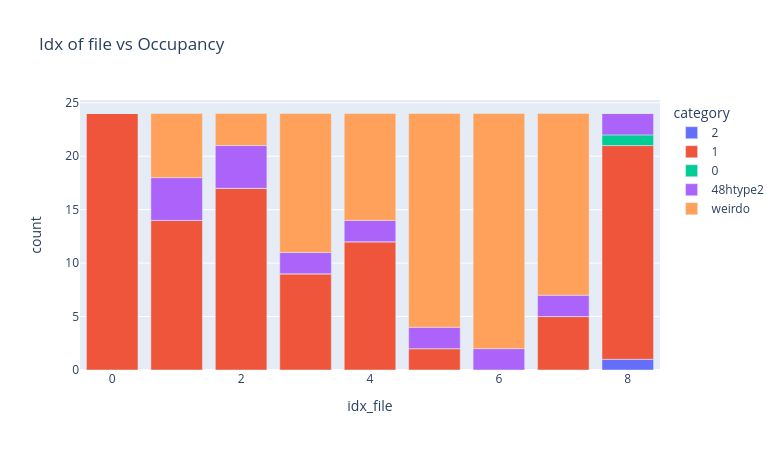 Idx of file vs Occupancy
25
20
15
10
5
0
count
0 2 4 6 8
idx_file
category
2
1
0
48htype2
weirdo